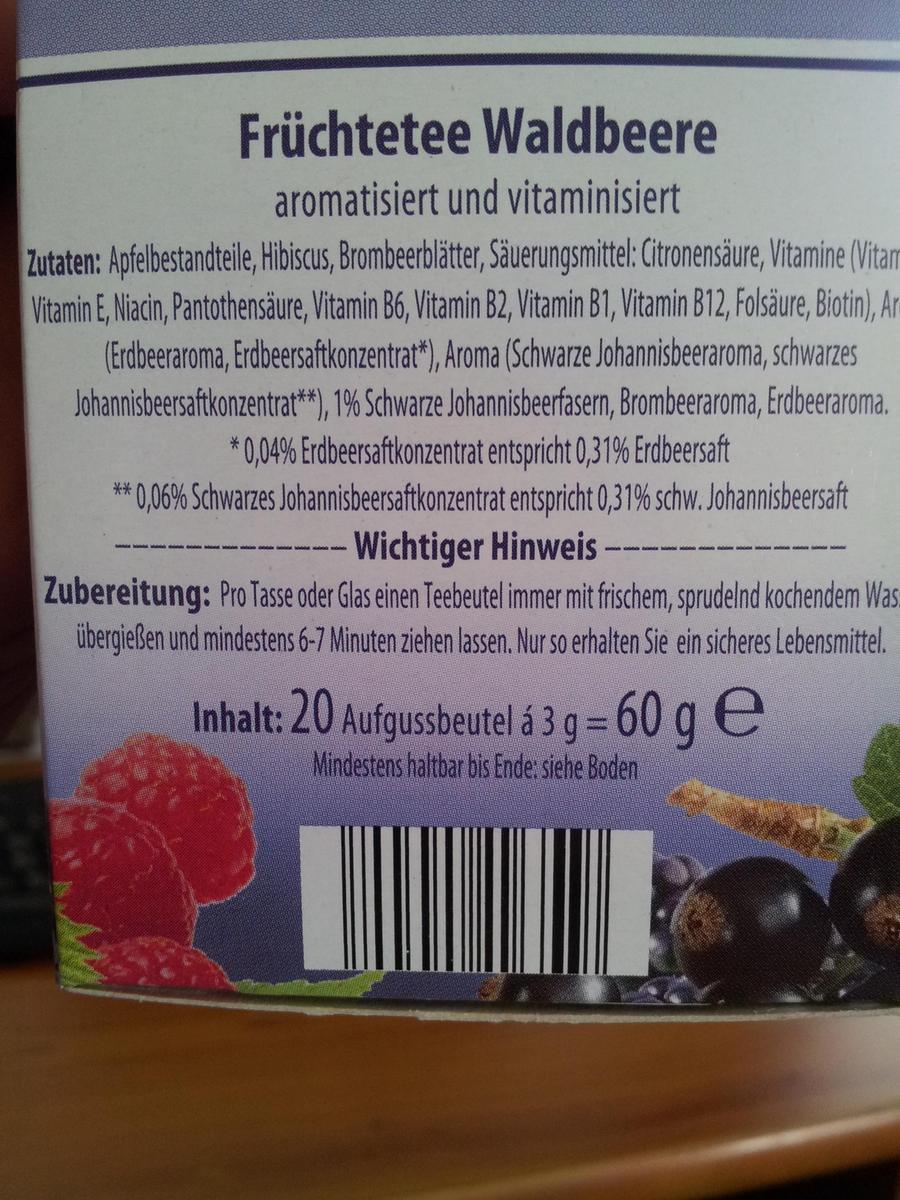 Früchtetee Waldbeere
aromatisiert und vitaminisiert
Zutaten: Apfelbestandteile, Hibiscus, Brombeerblätter, Säuerungsmittel: Citronensäure, Vitamine
Vitamin E, Niacin, Pantothensäure, Vitamin B6, Vitamin B2, Vitamin B1, Vitamin B12, Folsäure, Biotin),
(Erdbeeraroma, Erdbeersaftkonzentrat*), Aroma (Schwarze Johannisbeeraroma, schwarzes
Johannisbeersaftkonzentrat**), 1% Schwarze Johannisbeerfasern, Brombeeraroma, Erdbeeraroma.
* 0,04% Erdbeersaftkonzentrat entspricht 0,31% Erdbeersaft
** 0,06% Schwarzes Johannisbeersaftkonzentrat entspricht 0,31% schw. Johannisbeersaft
Wichtiger Hinweis
Zubereitung: Pro Tasse oder Glas einen Teebeutel immer mit frischem, sprudelnd kochendem
übergießen und mindestens 6-7 Minuten ziehen lassen. Nur so erhalten Sie ein sicheres Lebensmittel.
Inhalt: 20 Aufgussbeutel á 3 g = 60 g e
Mindestens haltbar bis Ende: siehe Boden